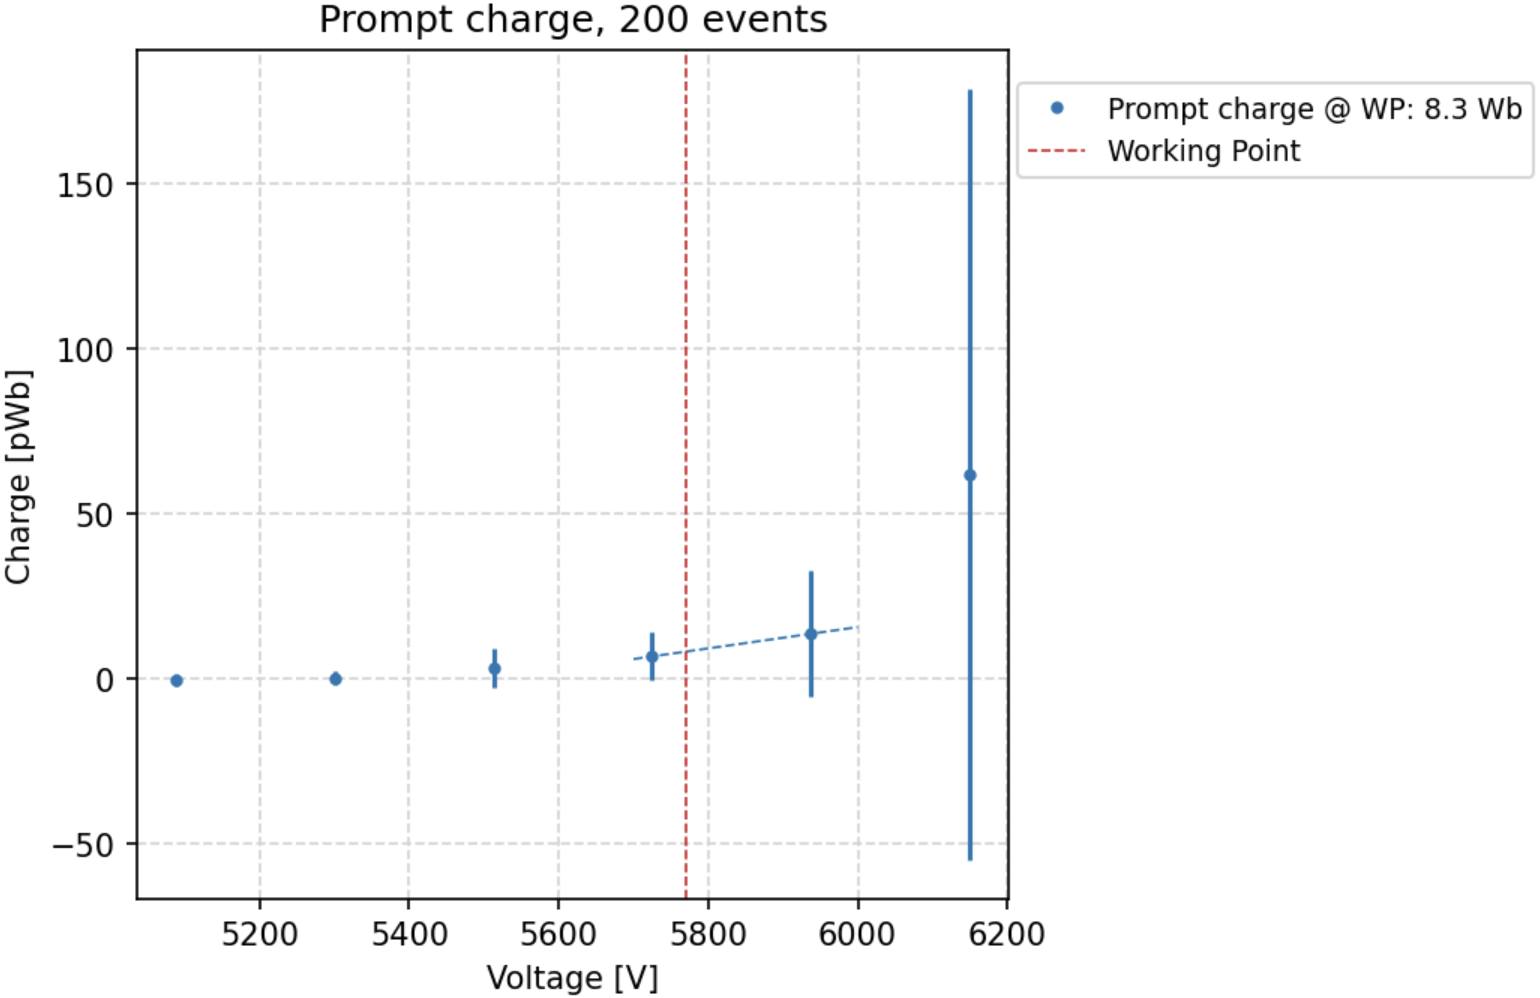 Prompt charge, 200 events
Prompt charge @ WP: 8.3 Wb
Working Point
Charge [pWb]
150
100
50
0
−50
5200 5400 5600 5800 6000 6200
Voltage [V]